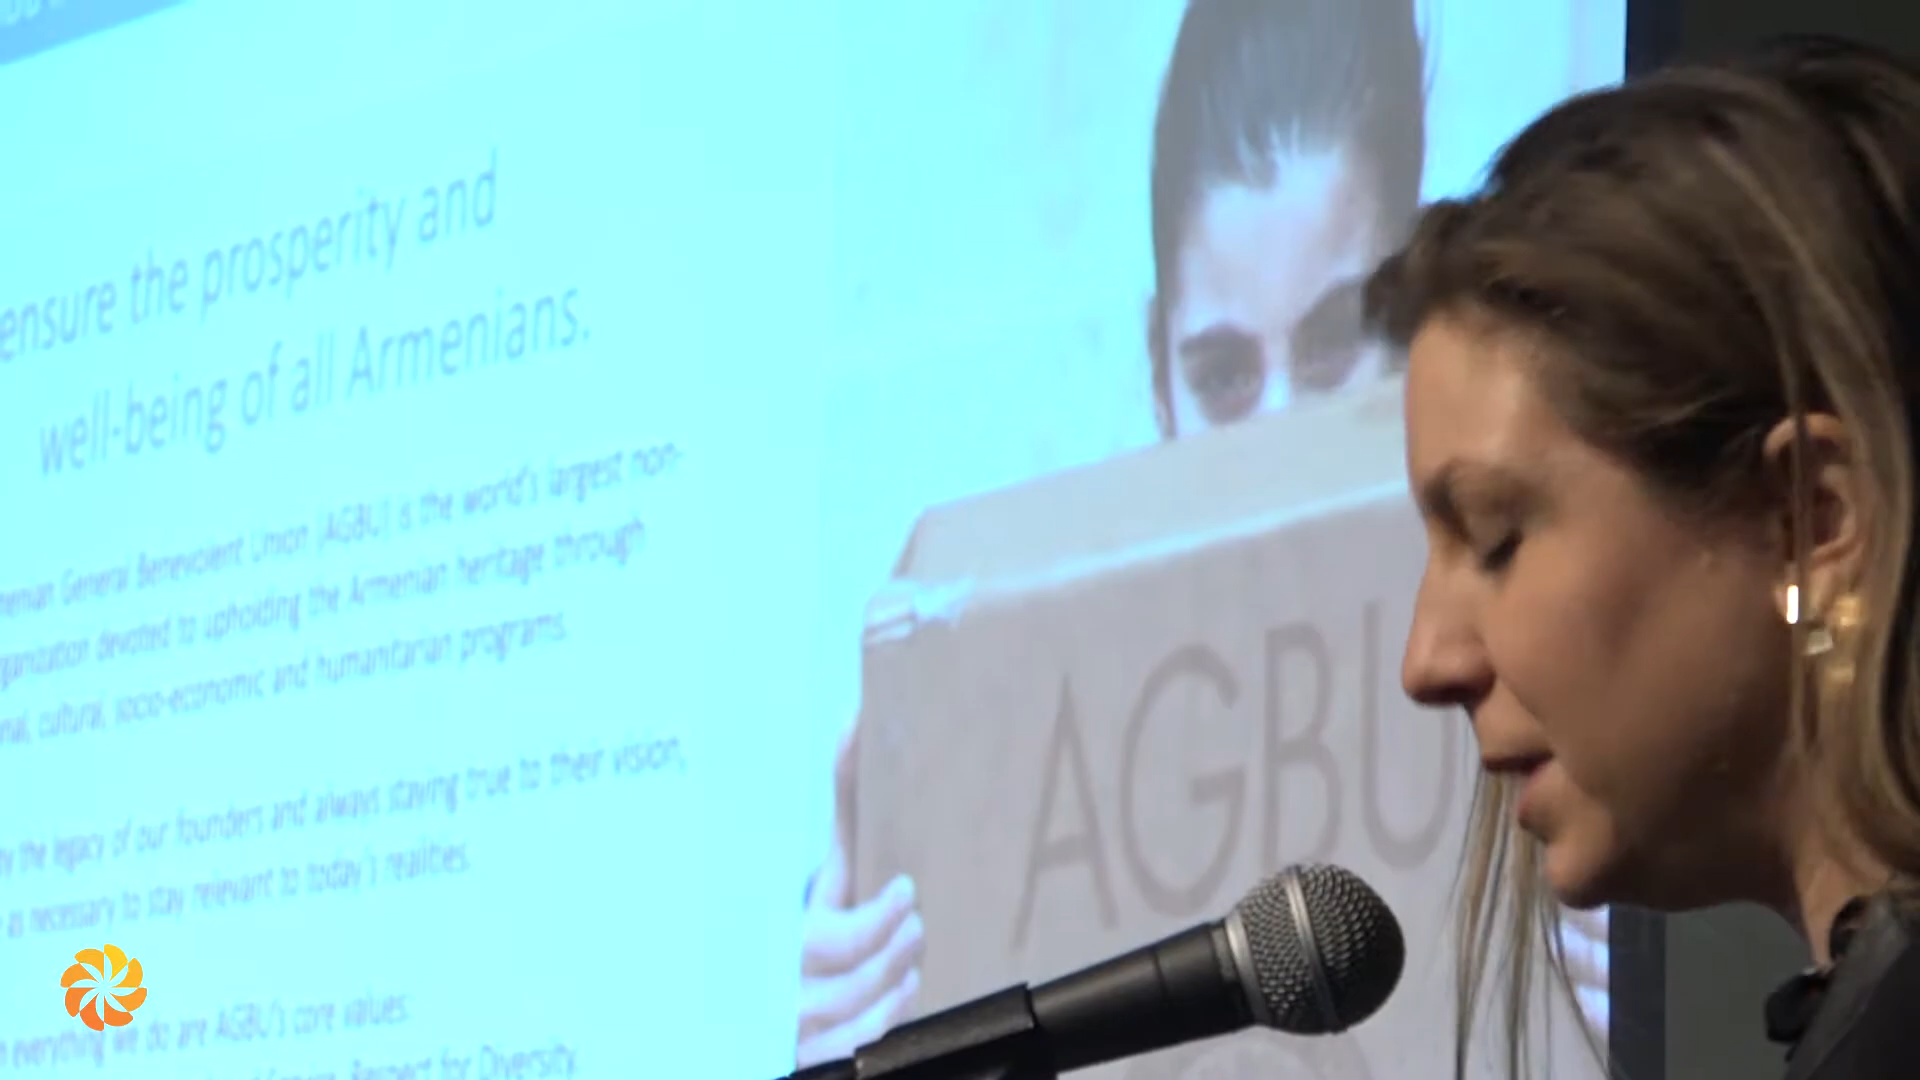 ensure the prosperity and
well-being of all Armenians.
General Benevolent Union (AGBU) is the world's largest non-
devoted to upholding the Armenian heritage through
cultural, socio-economic and humanitarian programs.
the legacy of our founders and always staying true to their vision,
as necessary to stay relevant to today's realities.
everything we do are AGBU's core values:
Respect for Diversity.
AGBU